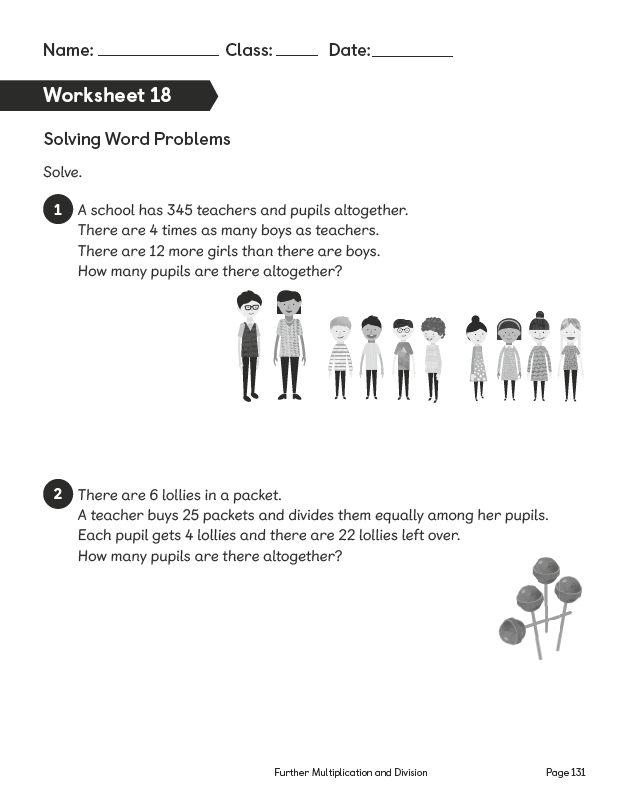 Name: Class: Date:
Worksheet 18
Solving Word Problems
Solve.
1 A school has 345 teachers and pupils altogether.
There are 4 times as many boys as teachers.
There are 12 more girls than there are boys.
How many pupils are there altogether?
2 There are 6 lollies in a packet.
A teacher buys 25 packets and divides them equally among her pupils.
Each pupil gets 4 lollies and there are 22 lollies left over.
How many pupils are there altogether?
Further Multiplication and Division Page 131